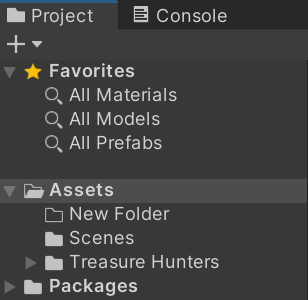 Project Console
Favorites
All Materials
All Models
All Prefabs
Assets
New Folder
Scenes
Treasure Hunters
Packages